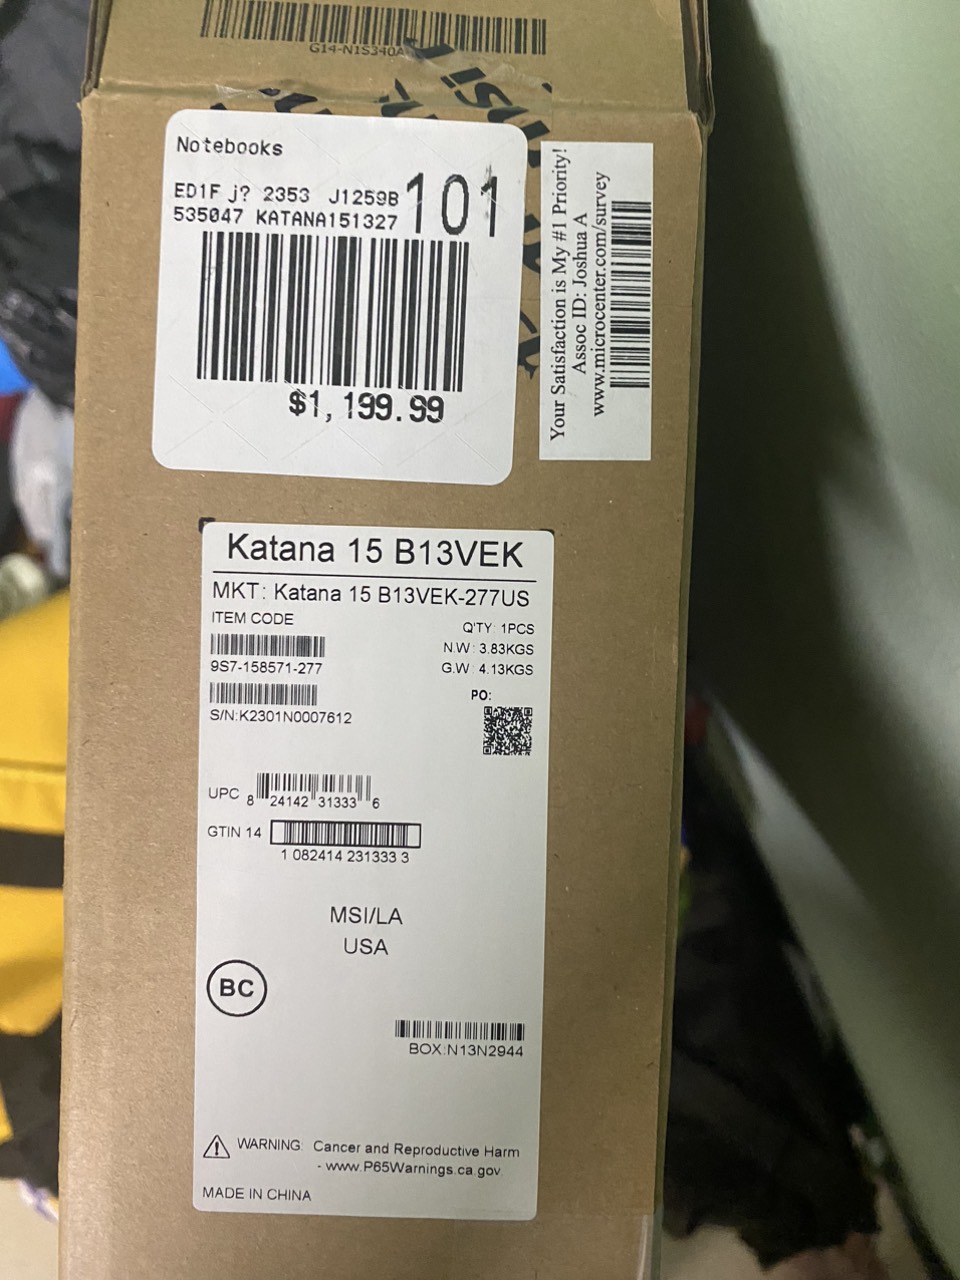 G14-N1S340A
Notebooks
ED1F j? 2353 J1259B
101
535047 KATANA151327
$1,199.99
Your Satisfaction is My #1 Priority!
Assoc ID: Joshua A
www.microcenter.com/survey
Katana 15 B13VEK
MKT: Katana 15 B13VEK-277US
ITEM CODE
Q'TY: 1PCS
N.W: 3.83KGS
9S7-158571-277
G.W: 4.13KGS
PO:
S/N:K2301N0007612
UPC 8 24142 31333 6
GTIN 14
1 082414 231333 3
MSI/LA
USA
BC
BOX:N13N2944
WARNING: Cancer and Reproductive Harm
- www.P65Warnings.ca.gov
MADE IN CHINA